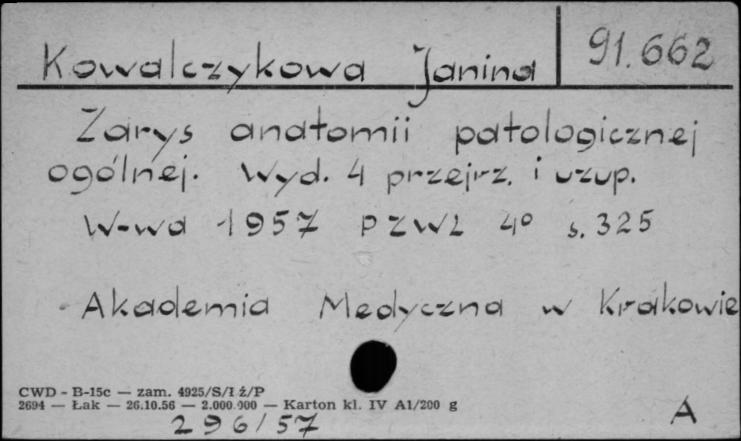 Kowalczykowa Janina 91.662
Zarys anatomii patologicznej
ogólnej. Wyd. 4 przejrz. i uzup.
W-wa 1957 PZWL 4° s. 325
Akademia Medyczna w Krakowie
CWD - B-15c — zam. 4925/S/I ż/P
2694 — Łak — 26.10.56 — 2.000.000 — Karton kl. IV A1/200 g
296/57 A